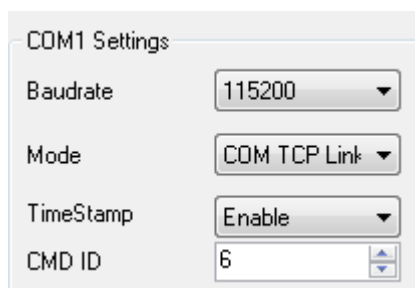 COM1 Settings
Baudrate 115200
Mode COM TCP Link
TimeStamp Enable
CMD ID 6